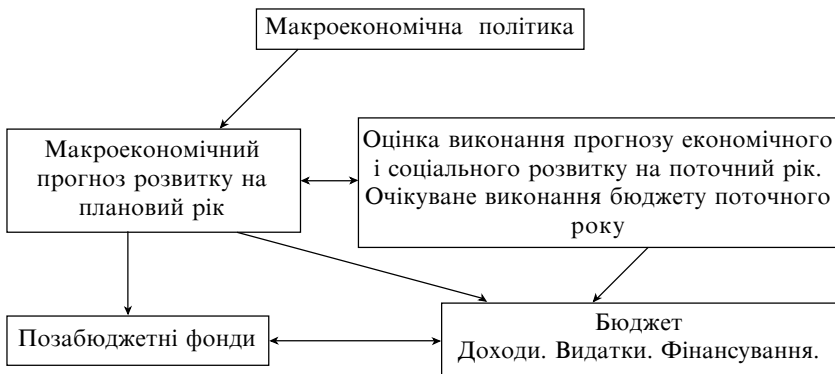 Макроекономічна політика
Макроекономічний
прогноз розвитку на
плановий рік
Оцінка виконання прогнозу економічного
і соціального розвитку на поточний рік.
Очікуване виконання бюджету поточного
року
Позабюджетні фонди
Бюджет
Доходи. Видатки. Фінансування.